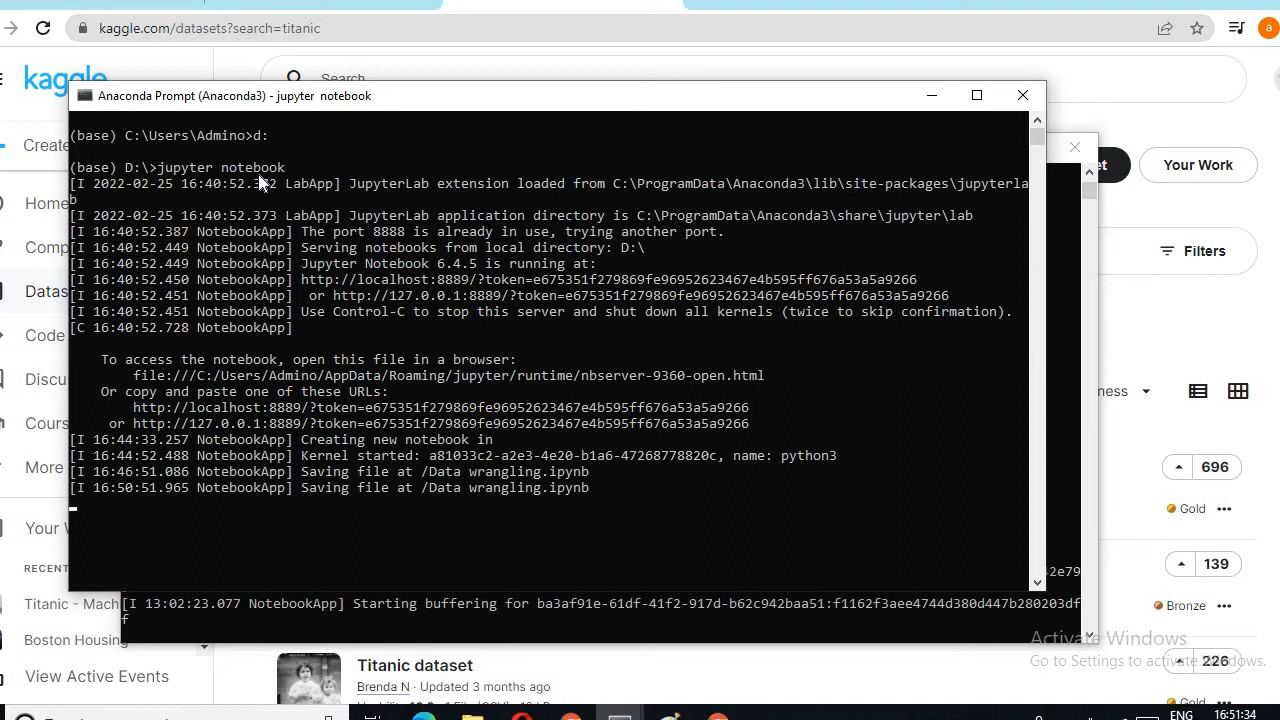 kaggle.com/datasets?search=titanic
a
kaggle
Search
Anaconda Prompt (Anaconda3) - jupyter notebook
(base) C:\Users\Admino>d:
(base) D:\>jupyter notebook
[I 2022-02-25 16:40:52. LabApp] JupyterLab extension loaded from C:\ProgramData\Anaconda3\lib\site-packages\jupyterla
b
[I 2022-02-25 16:40:52.373 LabApp] JupyterLab application directory is C:\ProgramData\Anaconda3\share\jupyter\lab
[I 16:40:52.387 NotebookApp] The port 8888 is already in use, trying another port.
[I 16:40:52.449 NotebookApp] Serving notebooks from local directory: D:\
[I 16:40:52.449 NotebookApp] Jupyter Notebook 6.4.5 is running at:
[I 16:40:52.450 NotebookApp] http://localhost:8889/?token=e675351f279869fe96952623467e4b595ff676a53a5a9266
[I 16:40:52.451 NotebookApp]  or http://127.0.0.1:8889/?token=e675351f279869fe96952623467e4b595ff676a53a5a9266
[I 16:40:52.451 NotebookApp] Use Control-C to stop this server and shut down all kernels (twice to skip confirmation).
[C 16:40:52.728 NotebookApp]
To access the notebook, open this file in a browser:
file:///C:/Users/Admino/AppData/Roaming/jupyter/runtime/nbserver-9360-open.html
Or copy and paste one of these URLs:
http://localhost:8889/?token=e675351f279869fe96952623467e4b595ff676a53a5a9266
or http://127.0.0.1:8889/?token=e675351f279869fe96952623467e4b595ff676a53a5a9266
[I 16:44:33.257 NotebookApp] Creating new notebook in
[I 16:44:52.488 NotebookApp] Kernel started: a81033c2-a2e3-4e20-b1a6-47268778820c, name: python3
[I 16:46:51.086 NotebookApp] Saving file at /Data wrangling.ipynb
[I 16:50:51.965 NotebookApp] Saving file at /Data wrangling.ipynb
2e79
[I 13:02:23.077 NotebookApp] Starting buffering for ba3af91e-61df-41f2-917d-b62c942baa51:f1162f3aee4744d380d447b280203df
f
Create
Home
Comp
Datas
Code
Discu
Cours
More
Your W
RECENT
Titanic - Mach
Boston Housing
View Active Events
et
Your Work
Filters
ness
696
Gold
139
Bronze
226
Gold
Titanic dataset
Brenda N · Updated 3 months ago
Activate Windows
Go to Settings to activate Windows.
ENG
16:51:34